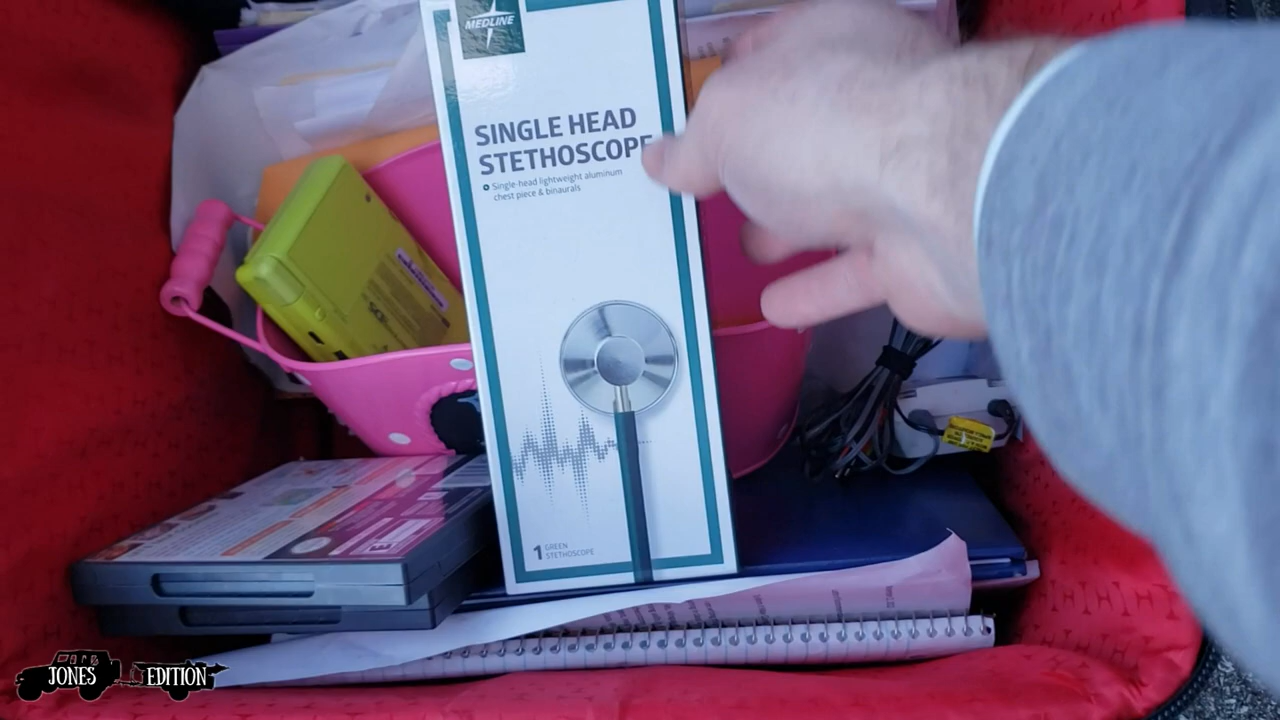 MEDLINE
SINGLE HEAD
STETHOSCOPE
Single-head lightweight aluminum
chest piece & binaurals
1 GREEN
STETHOSCOPE
JONES EDITION